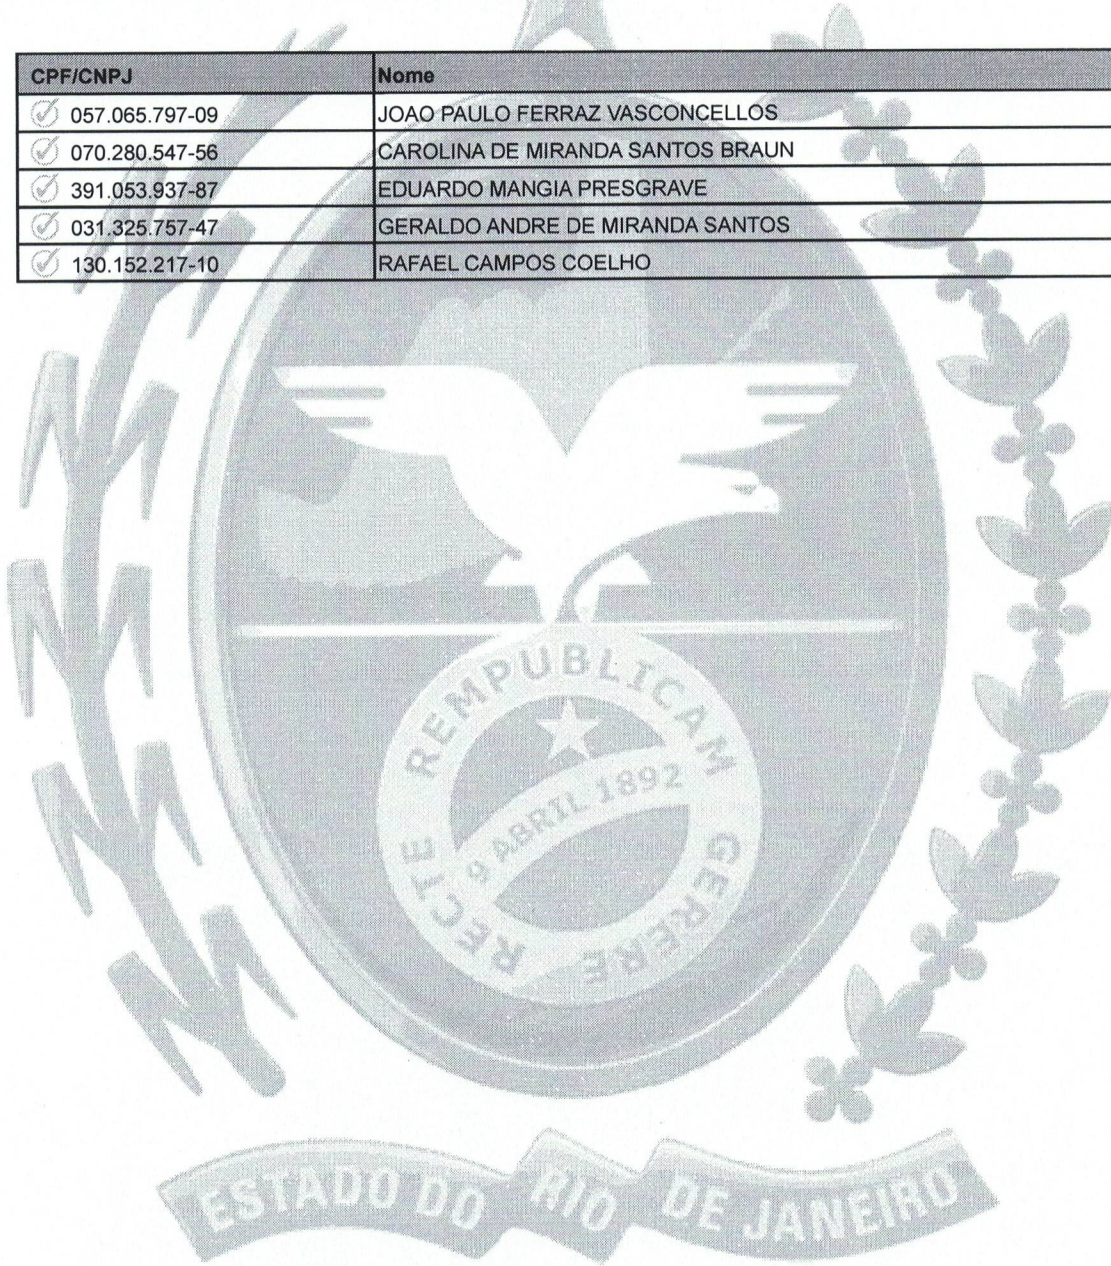 CPF/CNPJ Nome
057.065.797-09 JOAO PAULO FERRAZ VASCONCELLOS
070.280.547-56 CAROLINA DE MIRANDA SANTOS BRAUN
391.053.937-87 EDUARDO MANGIA PRESGRAVE
031.325.757-47 GERALDO ANDRE DE MIRANDA SANTOS
130.152.217-10 RAFAEL CAMPOS COELHO
RECTE REMPUBLICAM GERERE
9 ABRIL 1892
ESTADO DO RIO DE JANEIRO